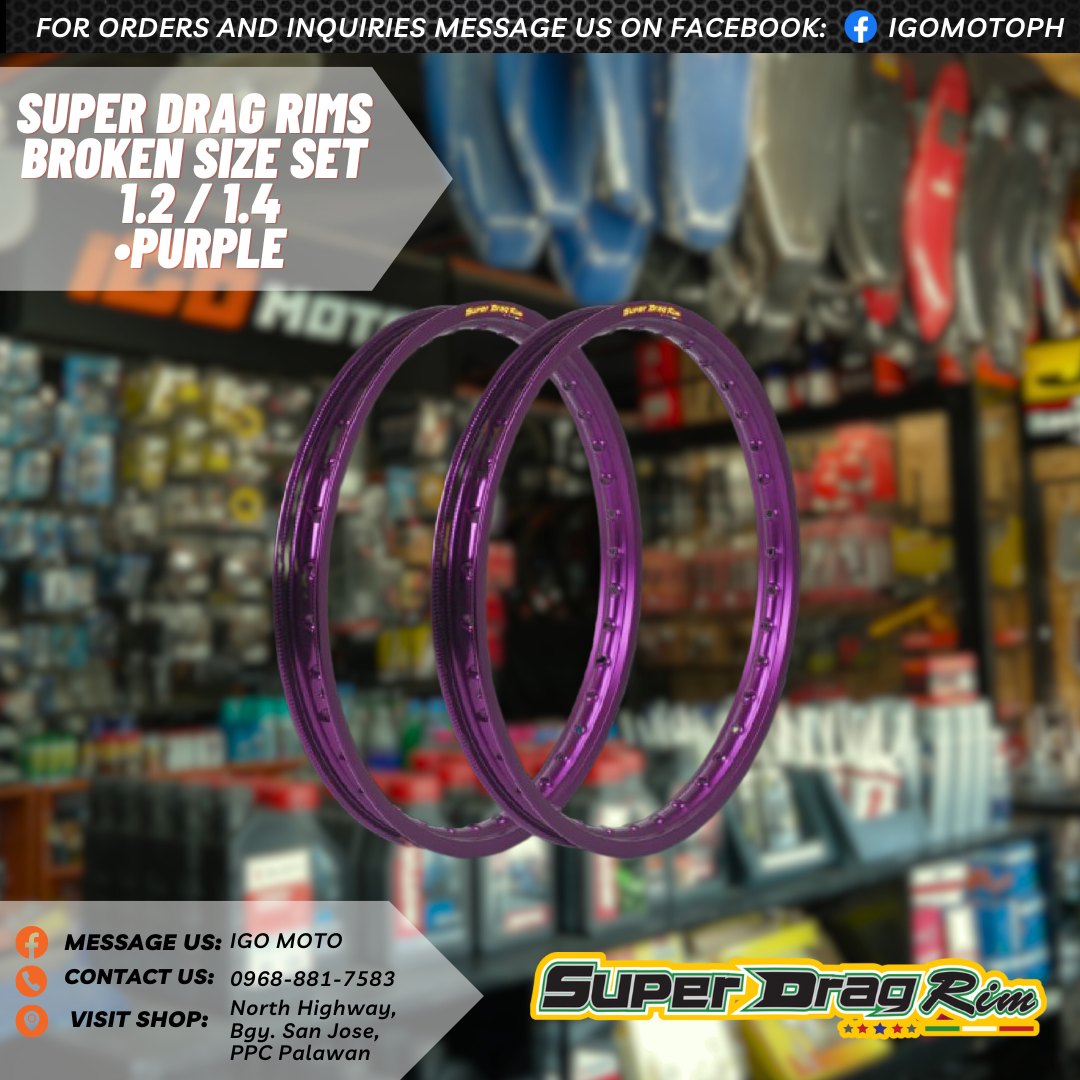 FOR ORDERS AND INQUIRIES MESSAGE US ON FACEBOOK: IGOMOTOPH
SUPER DRAG RIMS
BROKEN SIZE SET
1.2 / 1.4
•PURPLE
IGO MOTO
Super Drag Rim
Super Drag Rim
MESSAGE US: IGO MOTO
CONTACT US: 0968-881-7583
VISIT SHOP: North Highway,
Bgy. San Jose,
PPC Palawan
Super Drag Rim